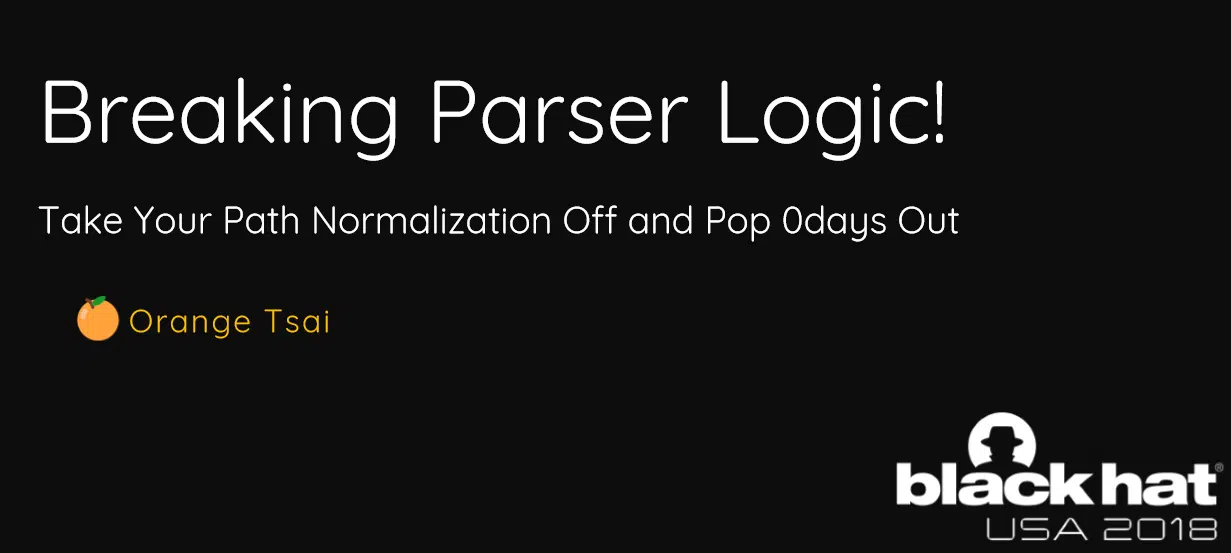 Breaking Parser Logic!
Take Your Path Normalization Off and Pop 0days Out
Orange Tsai
black hat®
USA 2018